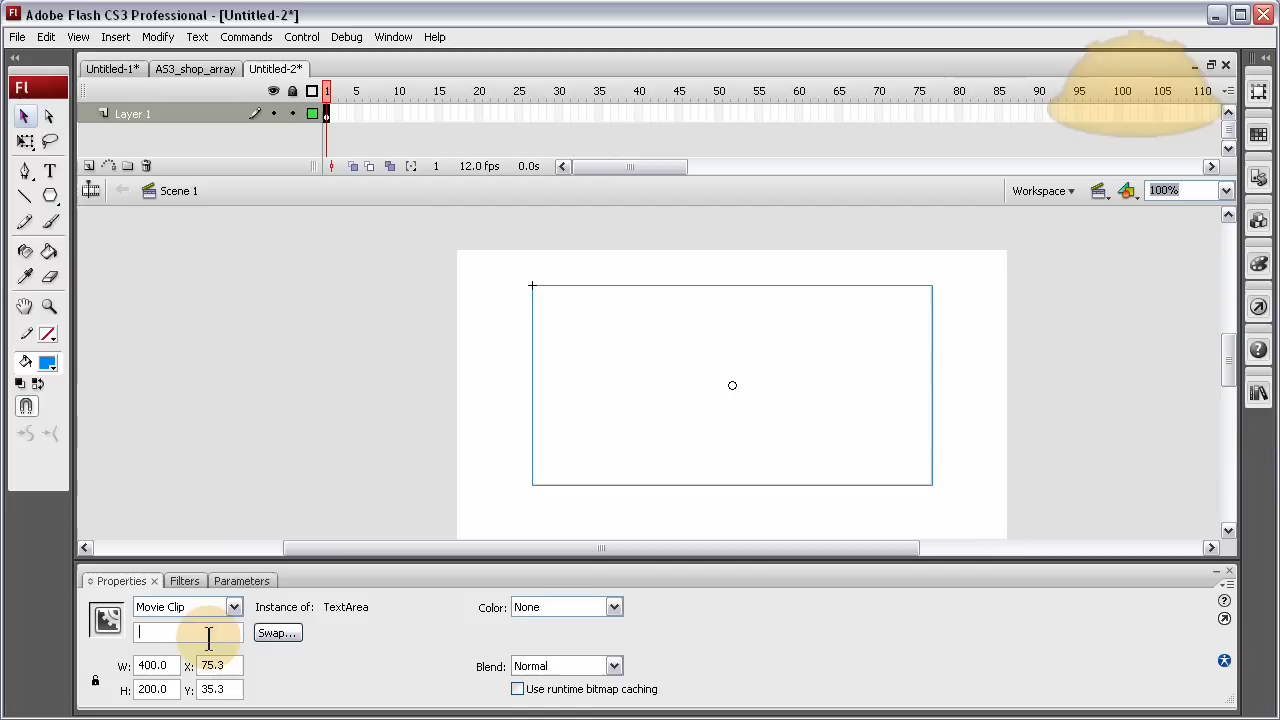 Fl Adobe Flash CS3 Professional - [Untitled-2*]
File Edit View Insert Modify Text Commands Control Debug Window Help
Fl
Untitled-1* AS3_shop_array Untitled-2*
1 5 10 15 20 25 30 35 40 45 50 55 60 65 70 75 80 85 90 95 100 105 110
Layer 1
1 12.0 fps 0.0s
Scene 1 Workspace 100%
Properties Filters Parameters
Movie Clip Instance of: TextArea Color: None
Swap...
W: 400.0 X: 75.3 Blend: Normal
H: 200.0 Y: 35.3 Use runtime bitmap caching